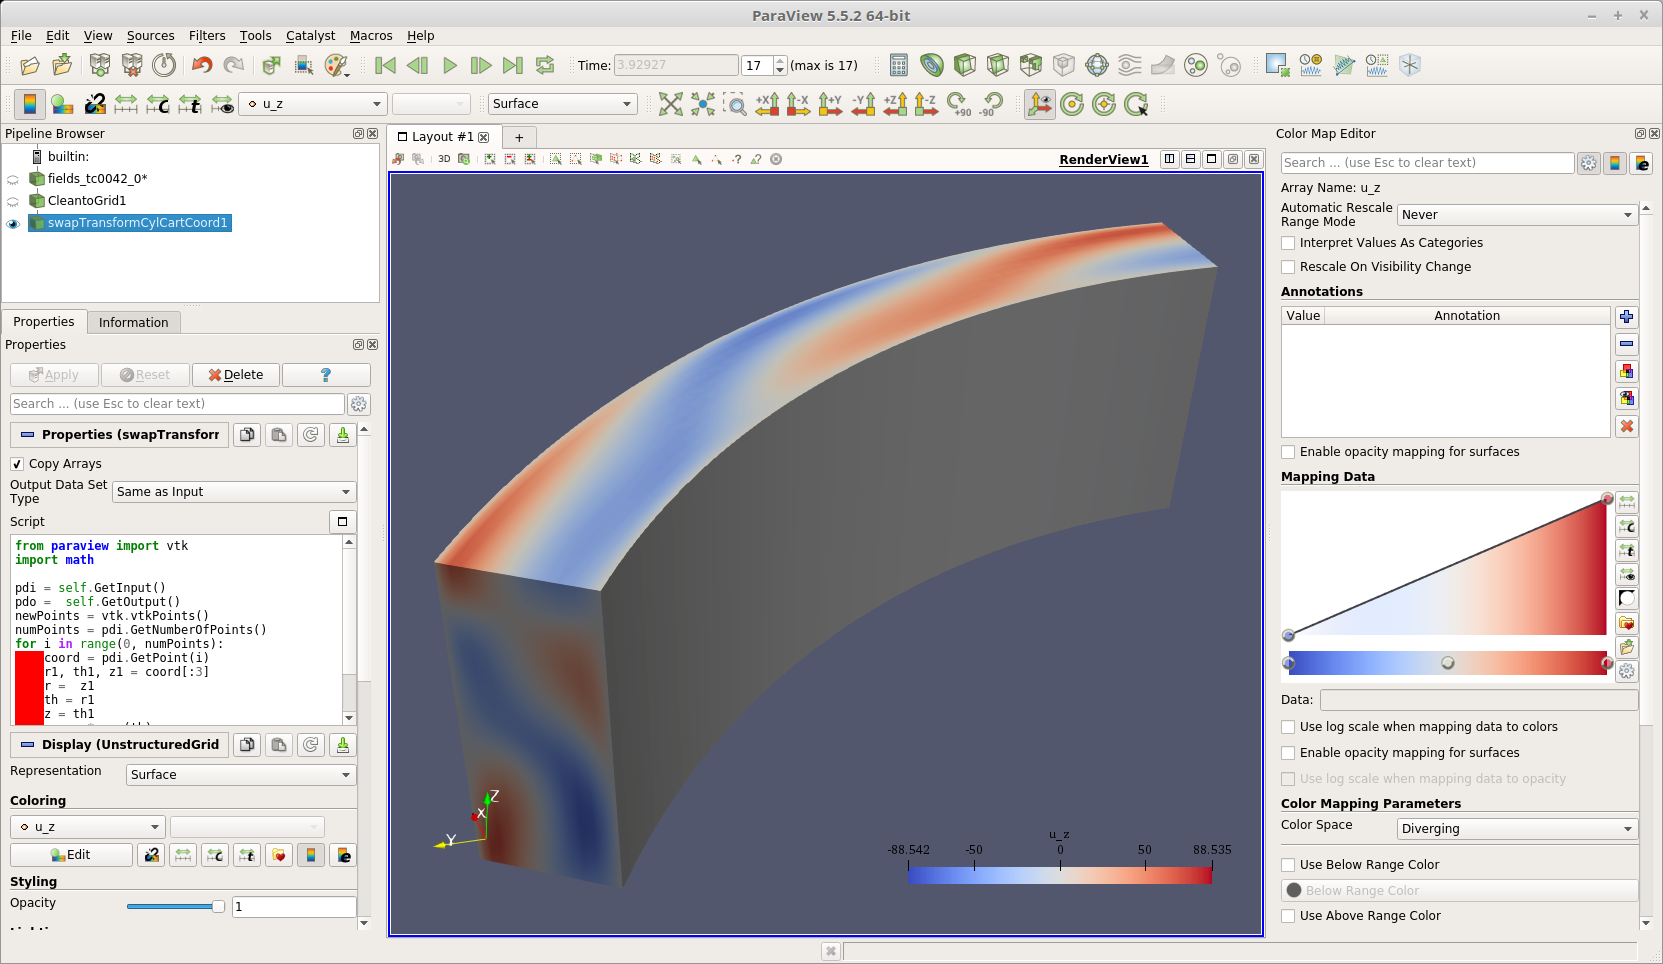 ParaView 5.5.2 64-bit
File Edit View Sources Filters Tools Catalyst Macros Help
Time: 3.92927 17 (max is 17)
u_z Surface +X -X +Y -Y +Z -Z +90 -90
Pipeline Browser
builtin:
fields_tc0042_0*
CleantoGrid1
swapTransformCylCartCoord1
Properties Information
Properties
Apply Reset Delete ?
Search ... (use Esc to clear text)
Properties (swapTransforr
Copy Arrays
Output Data Set
Type
Same as Input
Script
from paraview import vtk
import math
pdi = self.GetInput()
pdo =  self.GetOutput()
newPoints = vtk.vtkPoints()
numPoints = pdi.GetNumberOfPoints()
for i in range(0, numPoints):
coord = pdi.GetPoint(i)
r1, th1, z1 = coord[:3]
r =  z1
th = r1
z = th1
Display (UnstructuredGrid
Representation Surface
Coloring
u_z
Edit
Styling
Opacity 1
Layout #1 +
3D
RenderView1
Z
X
Y
u_z
-88.542 -50 0 50 88.535
Color Map Editor
Search ... (use Esc to clear text)
Array Name: u_z
Automatic Rescale
Range Mode
Never
Interpret Values As Categories
Rescale On Visibility Change
Annotations
Value Annotation
Enable opacity mapping for surfaces
Mapping Data
Data:
Use log scale when mapping data to colors
Enable opacity mapping for surfaces
Use log scale when mapping data to opacity
Color Mapping Parameters
Color Space Diverging
Use Below Range Color
Below Range Color
Use Above Range Color